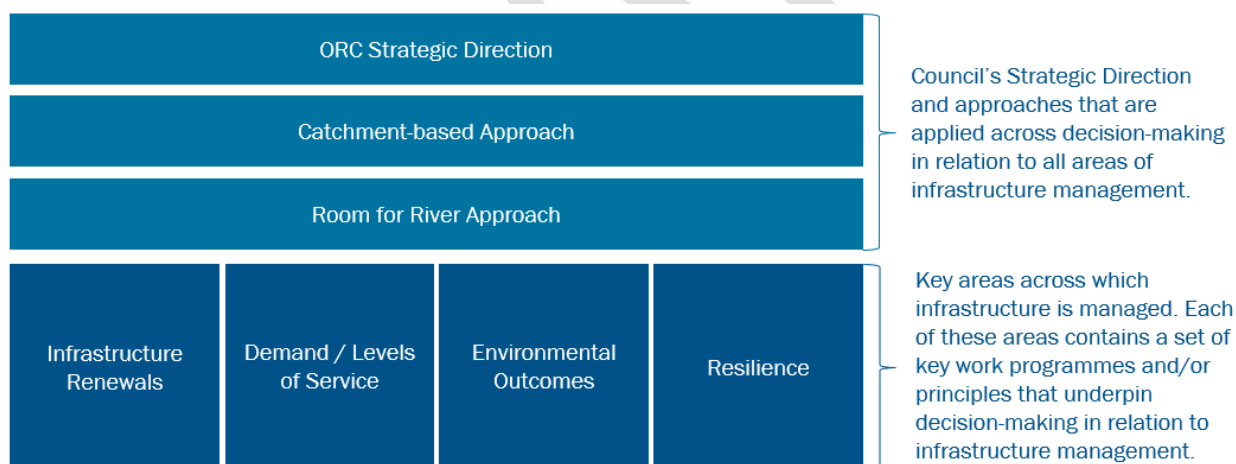 ORC Strategic Direction
Catchment-based Approach
Room for River Approach
Council's Strategic Direction
and approaches that are
applied across decision-making
in relation to all areas of
infrastructure management.
Infrastructure
Renewals
Demand / Levels
of Service
Environmental
Outcomes
Resilience
Key areas across which
infrastructure is managed. Each
of these areas contains a set of
key work programmes and/or
principles that underpin
decision-making in relation to
infrastructure management.